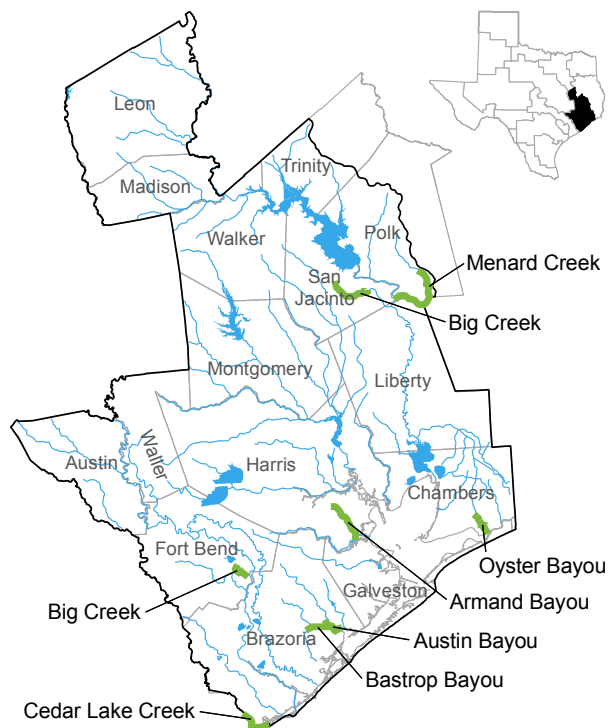 Leon
Trinity
Madison
Walker
Polk
Menard Creek
San
Jacinto
Big Creek
Montgomery
Liberty
Waller
Austin
Harris
Chambers
Fort Bend
Oyster Bayou
Galveston
Armand Bayou
Big Creek
Brazoria
Austin Bayou
Bastrop Bayou
Cedar Lake Creek